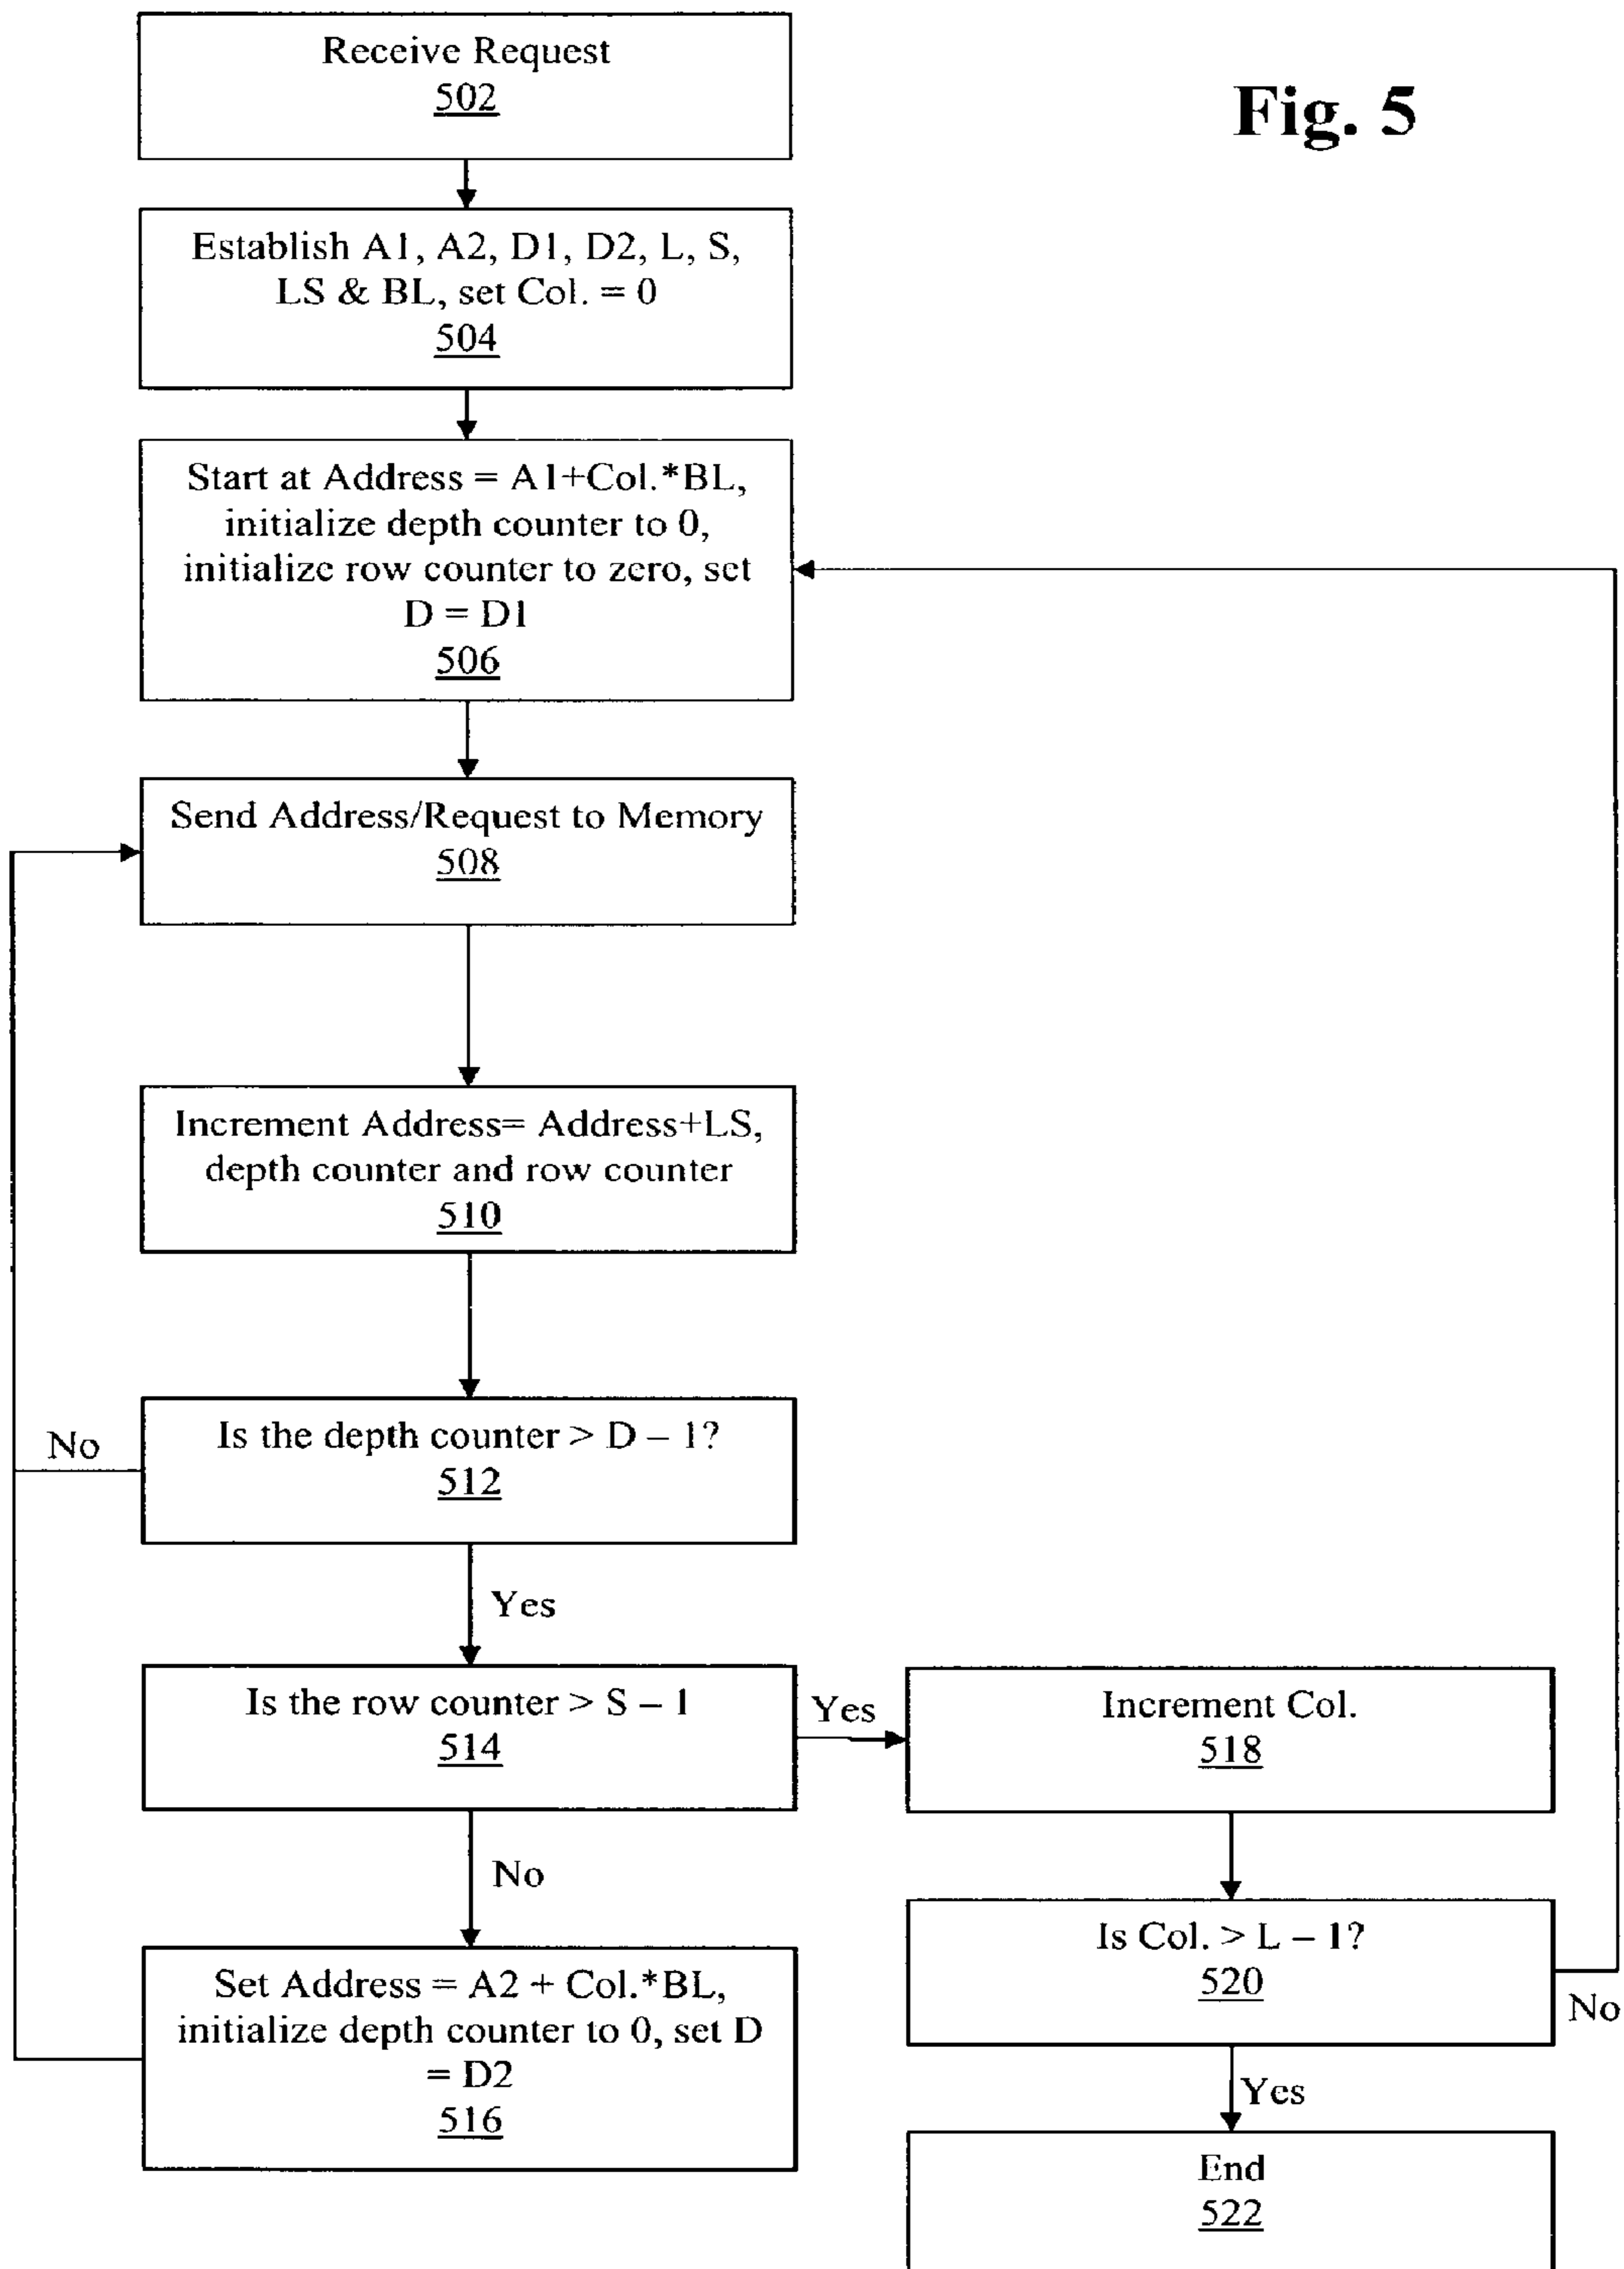 Fig. 5
Receive Request
502
Establish A1, A2, D1, D2, L, S,
LS & BL, set Col. = 0
504
Start at Address = A1+Col.*BL,
initialize depth counter to 0,
initialize row counter to zero, set
D = D1
506
Send Address/Request to Memory
508
Increment Address= Address+LS,
depth counter and row counter
510
Is the depth counter > D – 1?
512
No
Yes
Is the row counter > S – 1
514
Yes
Increment Col.
518
No
Is Col. > L – 1?
520
No
Set Address = A2 + Col.*BL,
initialize depth counter to 0, set D
= D2
516
Yes
End
522